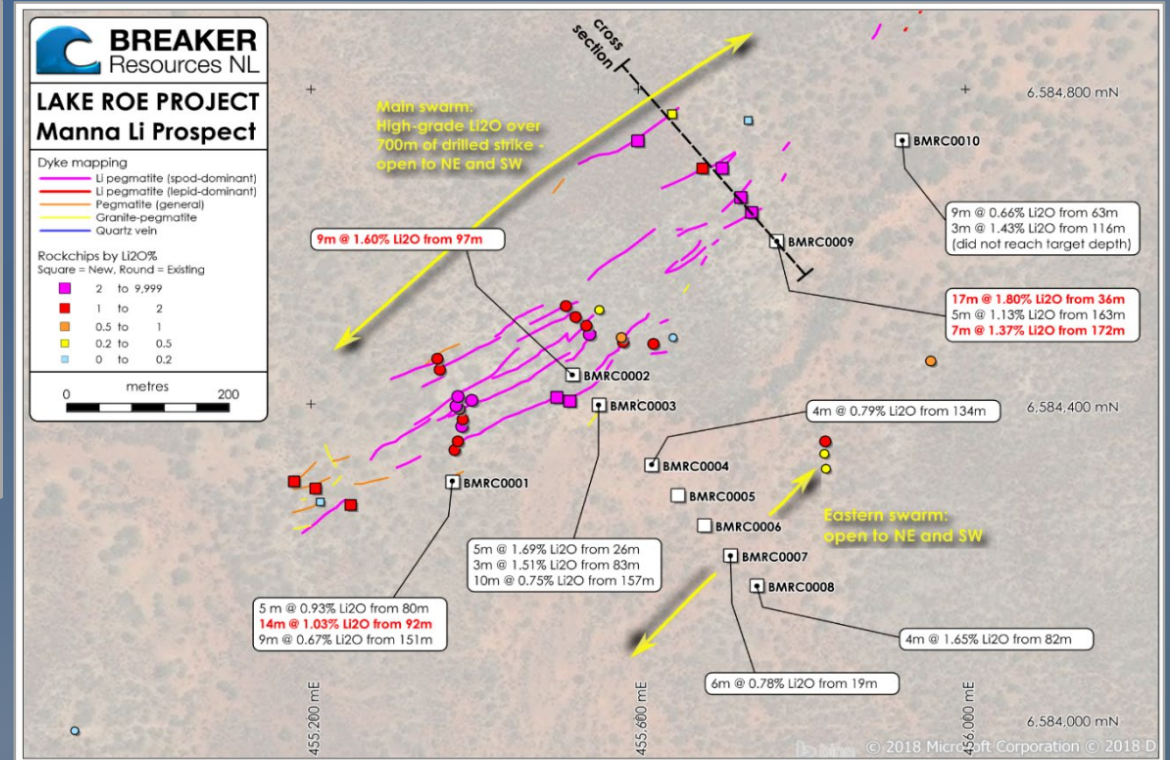 BREAKER
Resources NL
LAKE ROE PROJECT
Manna Li Prospect
Dyke mapping
Li pegmatite (spod-dominant)
Li pegmatite (lepid-dominant)
Pegmatite (general)
Granite-pegmatite
Quartz vein
Rockchips by Li2O%
Square = New, Round = Existing
2 to 9,999
1 to 2
0.5 to 1
0.2 to 0.5
0 to 0.2
metres
0 200
cross
section
Main swarm:
High-grade Li2O over
700m of drilled strike -
open to NE and SW
6,584,800 mN
BMRC0010
9m @ 0.66% Li2O from 63m
3m @ 1.43% Li2O from 116m
(did not reach target depth)
9m @ 1.60% Li2O from 97m
BMRC0009
17m @ 1.80% Li2O from 36m
5m @ 1.13% Li2O from 163m
7m @ 1.37% Li2O from 172m
BMRC0002
BMRC0003
6,584,400 mN
4m @ 0.79% Li2O from 134m
BMRC0004
BMRC0001
BMRC0005
BMRC0006
Eastern swarm:
open to NE and SW
5m @ 1.69% Li2O from 26m
3m @ 1.51% Li2O from 83m
10m @ 0.75% Li2O from 157m
BMRC0007
BMRC0008
5 m @ 0.93% Li2O from 80m
14m @ 1.03% Li2O from 92m
9m @ 0.67% Li2O from 151m
4m @ 1.65% Li2O from 82m
6m @ 0.78% Li2O from 19m
455,200 mE
455,600 mE
456,000 mE
6,584,000 mN
© 2018 Microsoft Corporation © 2018 D